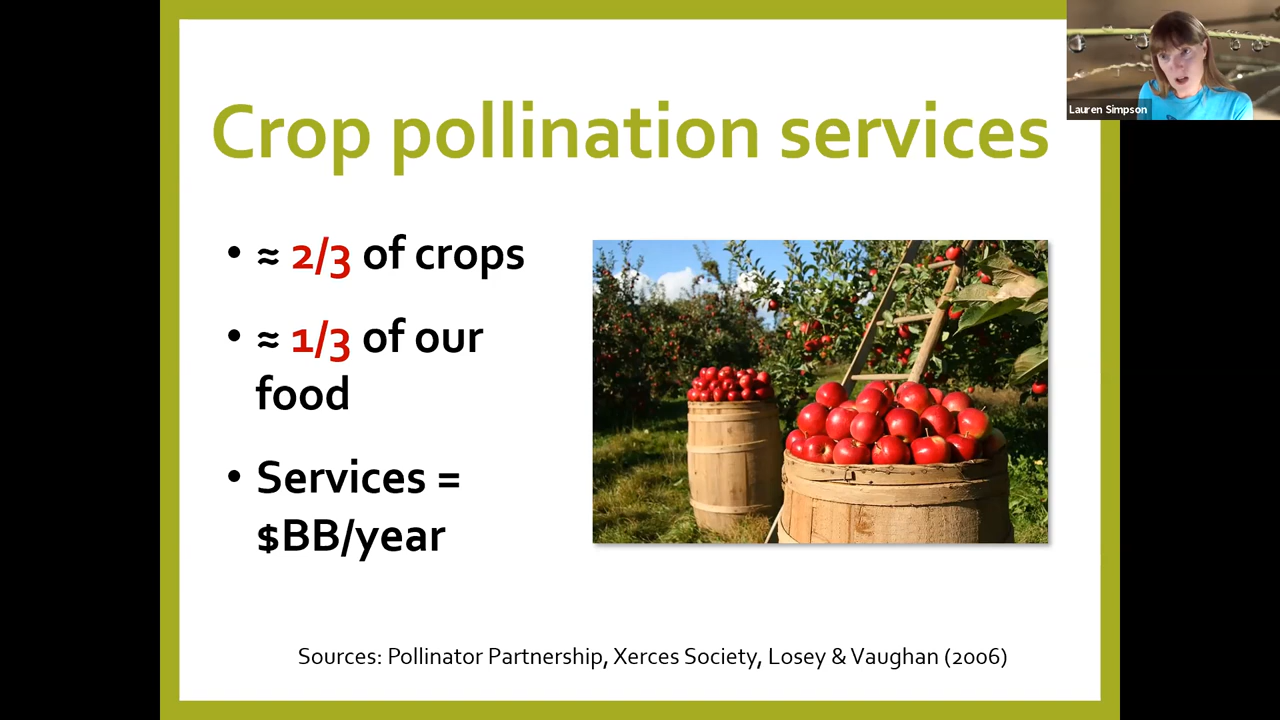 Crop pollination services
• ≈ 2/3 of crops
• ≈ 1/3 of our
food
• Services =
$BB/year
Sources: Pollinator Partnership, Xerces Society, Losey & Vaughan (2006)
Lauren Simpson